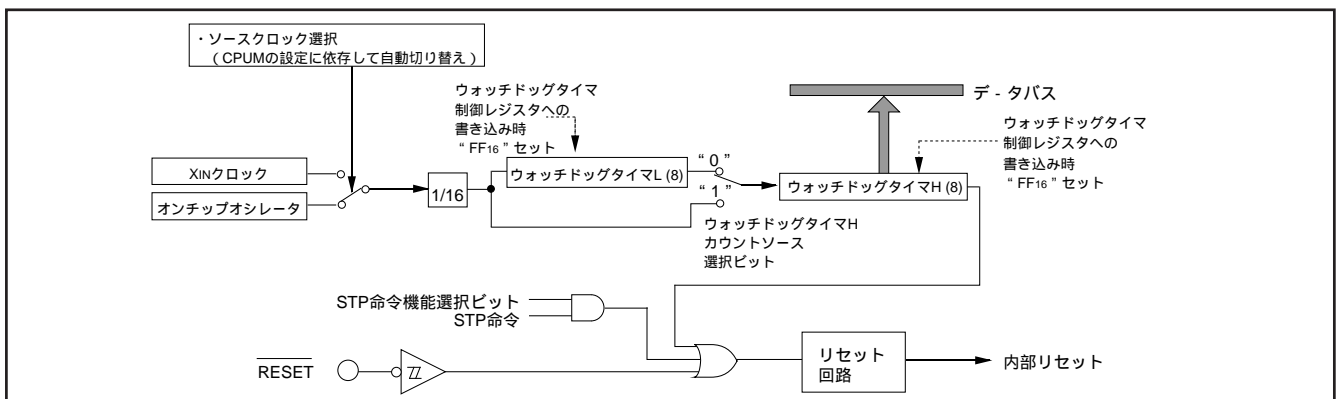 ・ソースクロック選択
（CPUMの設定に依存して自動切り替え）
ウォッチドッグタイマ
制御レジスタへの
書き込み時
“ FF16 ” セット
デ - タバス
ウォッチドッグタイマ
制御レジスタへの
書き込み時
“ FF16 ” セット
XINクロック
オンチップオシレータ
1/16
ウォッチドッグタイマL (8)
“ 0 ”
“ 1 ”
ウォッチドッグタイマH (8)
ウォッチドッグタイマH
カウントソース
選択ビット
STP命令機能選択ビット
STP命令
RESET
リセット
回路
内部リセット